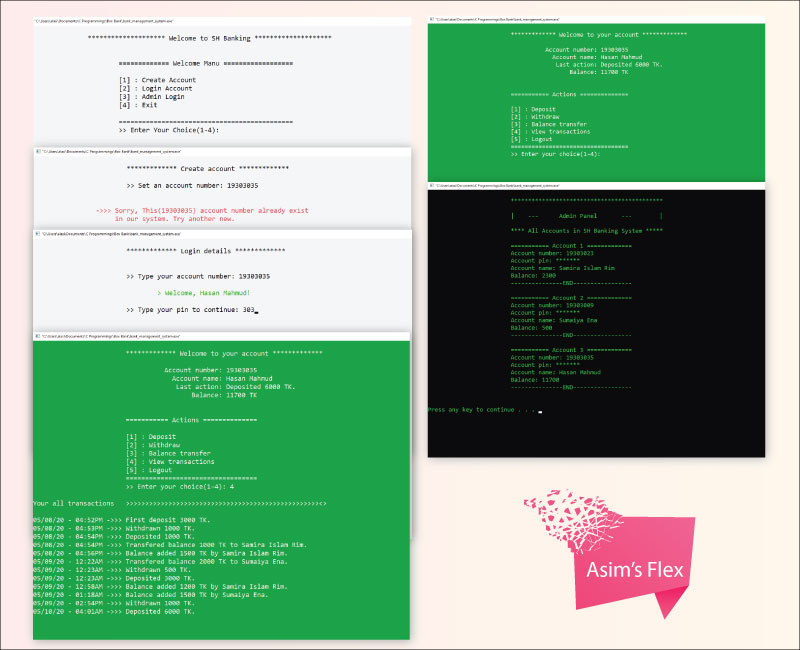 "C:\Users\alad\Documents\C Programming\Box Bank\bank_management_system.exe"
******************** Welcome to SH Banking ********************
============= Welcome Manu ==================
[1] : Create Account
[2] : Login Account
[3] : Admin Login
[4] : Exit
=============================================
>> Enter Your Choice(1-4):
"C:\Users\alad\Documents\C Programming\Box Bank\bank_management_system.exe"
************* Create account *************
>> Set an account number: 19303035
->>> Sorry, This(19303035) account number already exist
in our system. Try another new.
"C:\Users\alad\Documents\C Programming\Box Bank\bank_management_system.exe"
************* Login details *************
>> Type your account number: 19303035
> Welcome, Hasan Mahmud!
>> Type your pin to continue: 303
"C:\Users\alad\Documents\C Programming\Box Bank\bank_management_system.exe"
************* Welcome to your account *************
Account number: 19303035
Account name: Hasan Mahmud
Last action: Deposited 6000 TK.
Balance: 11700 TK
=========== Actions ==============
[1] : Deposit
[2] : Withdraw
[3] : Balance transfer
[4] : View transactions
[5] : Logout
==================================
>> Enter your choice(1-4): 4
Your all transactions >>>>>>>>>>>>>>>>>>>>>>>>>>>>>>>>>>>>>>>>>>>>>>>>>><>
05/08/20 - 04:52PM ->>> First deposit 3000 TK.
05/08/20 - 04:53PM ->>> Withdrawn 1000 TK.
05/08/20 - 04:54PM ->>> Deposited 1000 TK.
05/08/20 - 04:54PM ->>> Transfered balance 1000 TK to Samira Islam Rim.
05/08/20 - 04:56PM ->>> Balance added 1500 TK by Samira Islam Rim.
05/09/20 - 12:22AM ->>> Transfered balance 2000 TK to Sumaiya Ena.
05/09/20 - 12:23AM ->>> Withdrawn 500 TK.
05/09/20 - 12:23AM ->>> Deposited 3000 TK.
05/09/20 - 12:58AM ->>> Balance added 1200 TK by Samira Islam Rim.
05/09/20 - 01:18AM ->>> Balance added 1500 TK by Sumaiya Ena.
05/09/20 - 02:54PM ->>> Withdrawn 1000 TK.
05/10/20 - 04:01AM ->>> Deposited 6000 TK.
"C:\Users\alad\Documents\C Programming\Box Bank\bank_management_system.exe"
************* Welcome to your account *************
Account number: 19303035
Account name: Hasan Mahmud
Last action: Deposited 6000 TK.
Balance: 11700 TK
=========== Actions ==============
[1] : Deposit
[2] : Withdraw
[3] : Balance transfer
[4] : View transactions
[5] : Logout
==================================
>> Enter your choice(1-4):
"C:\Users\alad\Documents\C Programming\Box Bank\bank_management_system.exe"
********************************************
| --- Admin Panel --- |
**** All Accounts in SH Banking System *****
=========== Account 1 =============
Account number: 19303023
Account pin: *******
Account name: Samira Islam Rim
Balance: 2300
----------------END-----------------
=========== Account 2 =============
Account number: 19303009
Account pin: *******
Account name: Sumaiya Ena
Balance: 500
----------------END-----------------
=========== Account 3 =============
Account number: 19303035
Account pin: *******
Account name: Hasan Mahmud
Balance: 11700
----------------END-----------------
Press any key to continue . . .
Asim's Flex